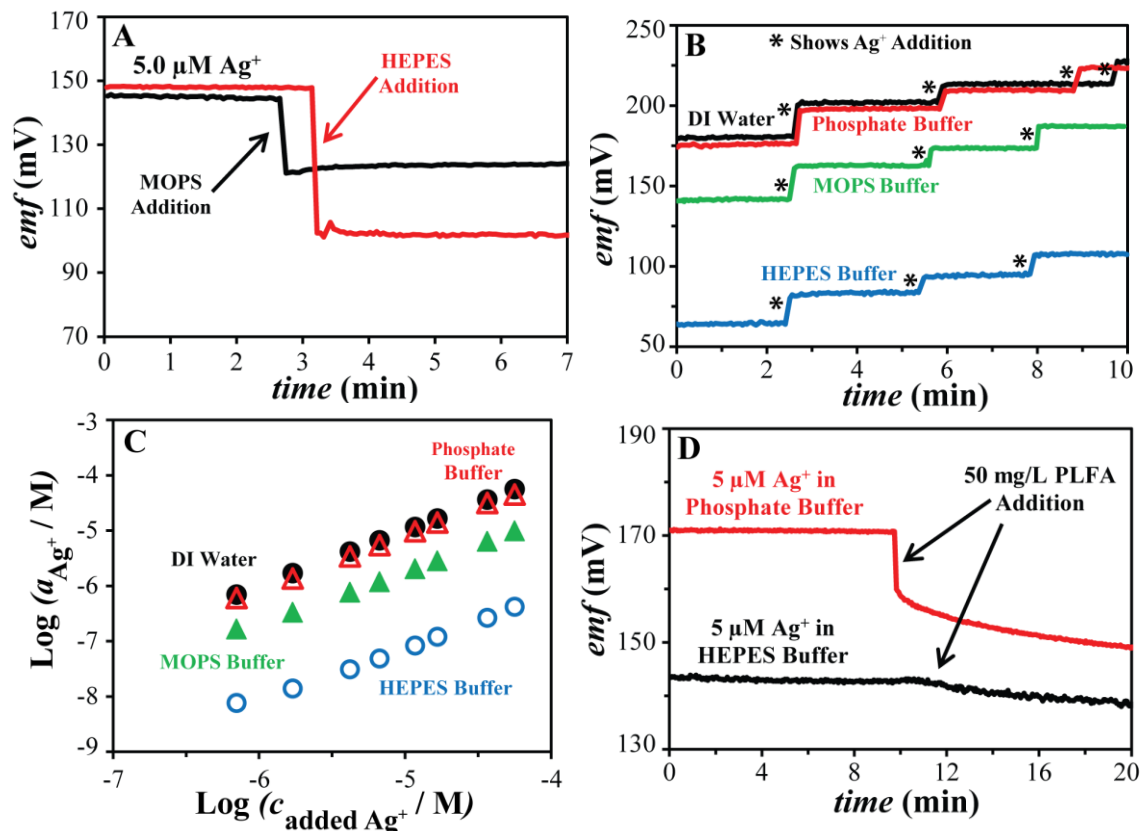 A
170
150
130
110
90
70
emf (mV)
5.0 µM Ag+
HEPES
Addition
MOPS
Addition
0 1 2 3 4 5 6 7
time (min)
B
* Shows Ag+ Addition
250
200
150
100
50
emf (mV)
DI Water
Phosphate Buffer
MOPS Buffer
HEPES Buffer
* * * *
* * *
* * *
0 2 4 6 8 10
time (min)
C
-3
-4
-5
-6
-7
-8
-9
Log (aAg+ / M)
Phosphate
Buffer
DI Water
MOPS Buffer
HEPES Buffer
-7 -6 -5 -4
Log (cadded Ag+ / M)
D
190
170
150
130
emf (mV)
5 µM Ag+ in
Phosphate Buffer
50 mg/L PLFA
Addition
5 µM Ag+ in
HEPES Buffer
0 4 8 12 16 20
time (min)